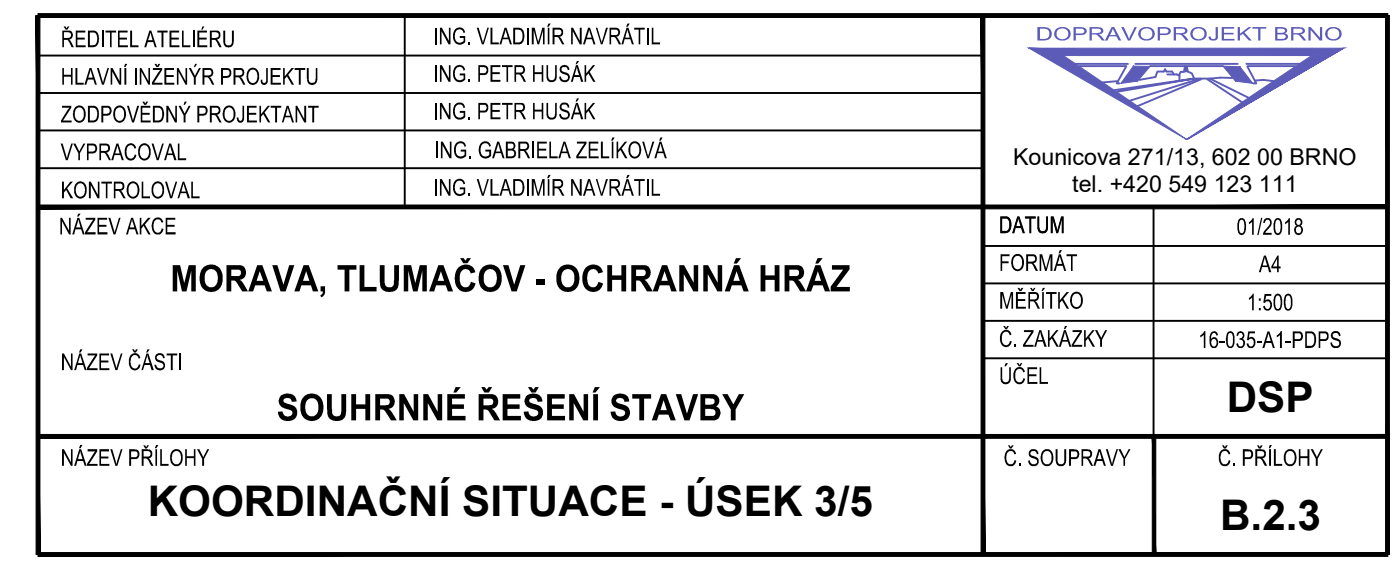 ŘEDITEL ATELIÉRU ING. VLADIMÍR NAVRÁTIL
HLAVNÍ INŽENÝR PROJEKTU ING. PETR HUSÁK
ZODPOVĚDNÝ PROJEKTANT ING. PETR HUSÁK
VYPRACOVAL ING. GABRIELA ZELÍKOVÁ
KONTROLOVAL ING. VLADIMÍR NAVRÁTIL
DOPRAVOPROJEKT BRNO
Kounicova 271/13, 602 00 BRNO
tel. +420 549 123 111
NÁZEV AKCE
MORAVA, TLUMAČOV - OCHRANNÁ HRÁZ
NÁZEV ČÁSTI
SOUHRNNÉ ŘEŠENÍ STAVBY
DATUM 01/2018
FORMÁT A4
MĚŘÍTKO 1:500
Č. ZAKÁZKY 16-035-A1-PDPS
ÚČEL DSP
NÁZEV PŘÍLOHY
KOORDINAČNÍ SITUACE - ÚSEK 3/5
Č. SOUPRAVY
Č. PŘÍLOHY
B.2.3